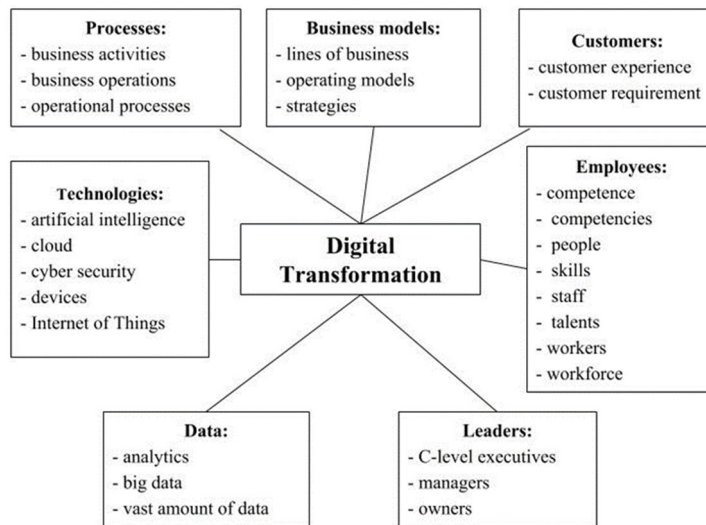 Processes:
- business activities
- business operations
- operational processes
Business models:
- lines of business
- operating models
- strategies
Customers:
- customer experience
- customer requirement
Technologies:
- artificial intelligence
- cloud
- cyber security
- devices
- Internet of Things
Digital
Transformation
Employees:
- competence
- competencies
- people
- skills
- staff
- talents
- workers
- workforce
Data:
- analytics
- big data
- vast amount of data
Leaders:
- C-level executives
- managers
- owners